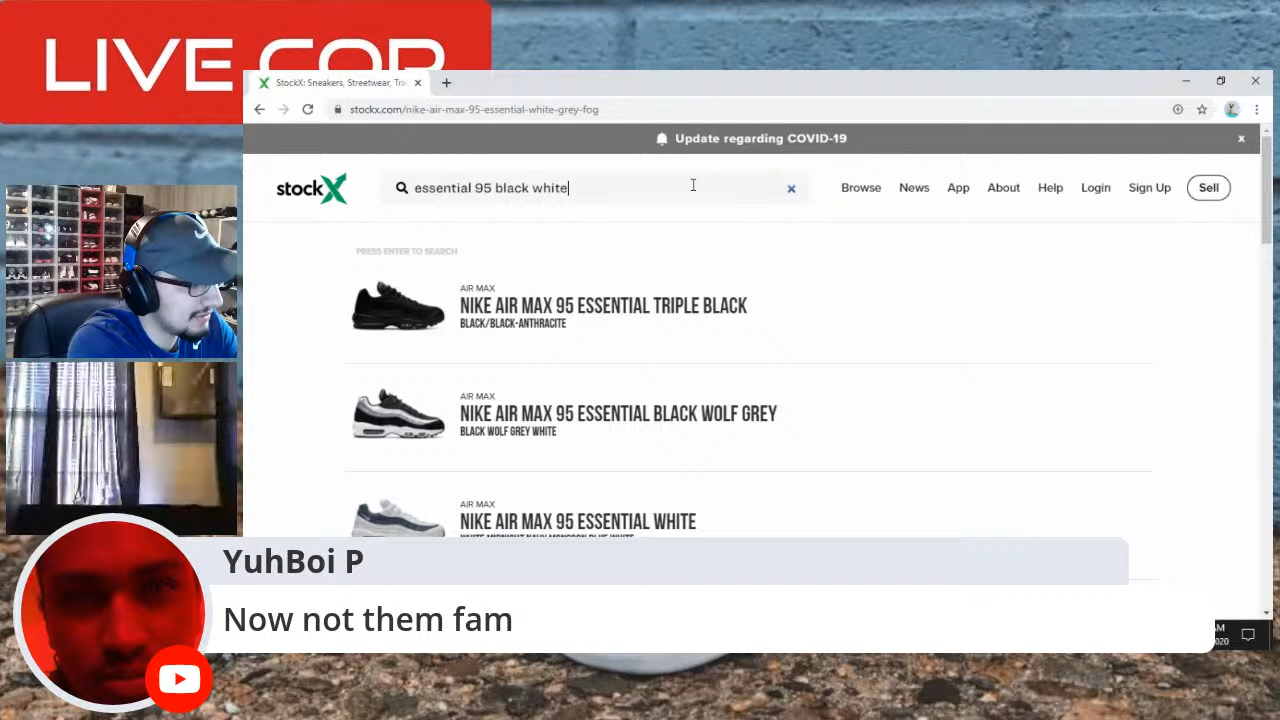 LIVE COP
StockX: Sneakers, Streetwear, Tra
stockx.com/nike-air-max-95-essential-white-grey-fog
Update regarding COVID-19
x
stockX
essential 95 black white
Browse
News
App
About
Help
Login
Sign Up
Sell
PRESS ENTER TO SEARCH
AIR MAX
NIKE AIR MAX 95 ESSENTIAL TRIPLE BLACK
BLACK/BLACK-ANTHRACITE
AIR MAX
NIKE AIR MAX 95 ESSENTIAL BLACK WOLF GREY
BLACK WOLF GREY WHITE
AIR MAX
NIKE AIR MAX 95 ESSENTIAL WHITE
YuhBoi P
Now not them fam
AM
2020